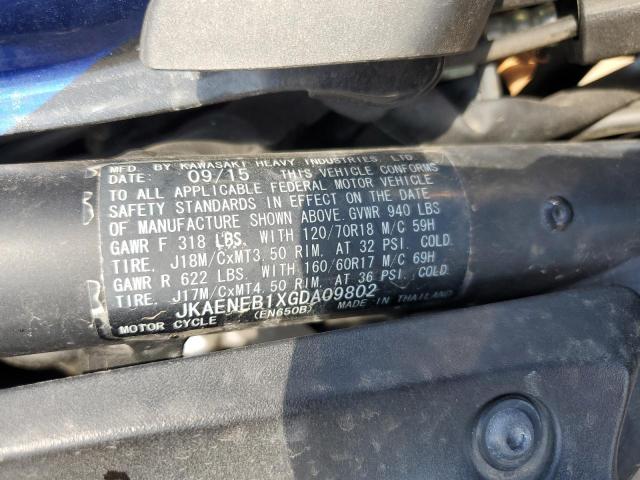 MFD. BY KAWASAKI HEAVY INDUSTRIES, LTD.
DATE: 09/15 THIS VEHICLE CONFORMS
TO ALL APPLICABLE FEDERAL MOTOR VEHICLE
SAFETY STANDARDS IN EFFECT ON THE DATE
OF MANUFACTURE SHOWN ABOVE. GVWR 940 LBS
GAWR F 318 LBS. WITH 120/70R18 M/C 59H
TIRE, J18M/CxMT3.50 RIM, AT 32 PSI. COLD.
GAWR R 622 LBS. WITH 160/60R17 M/C 69H
TIRE, J17M/CxMT4.50 RIM, AT 36 PSI. COLD.
JKAENEB1XGDA09802
MOTOR CYCLE (EN650B) MADE IN THAILAND